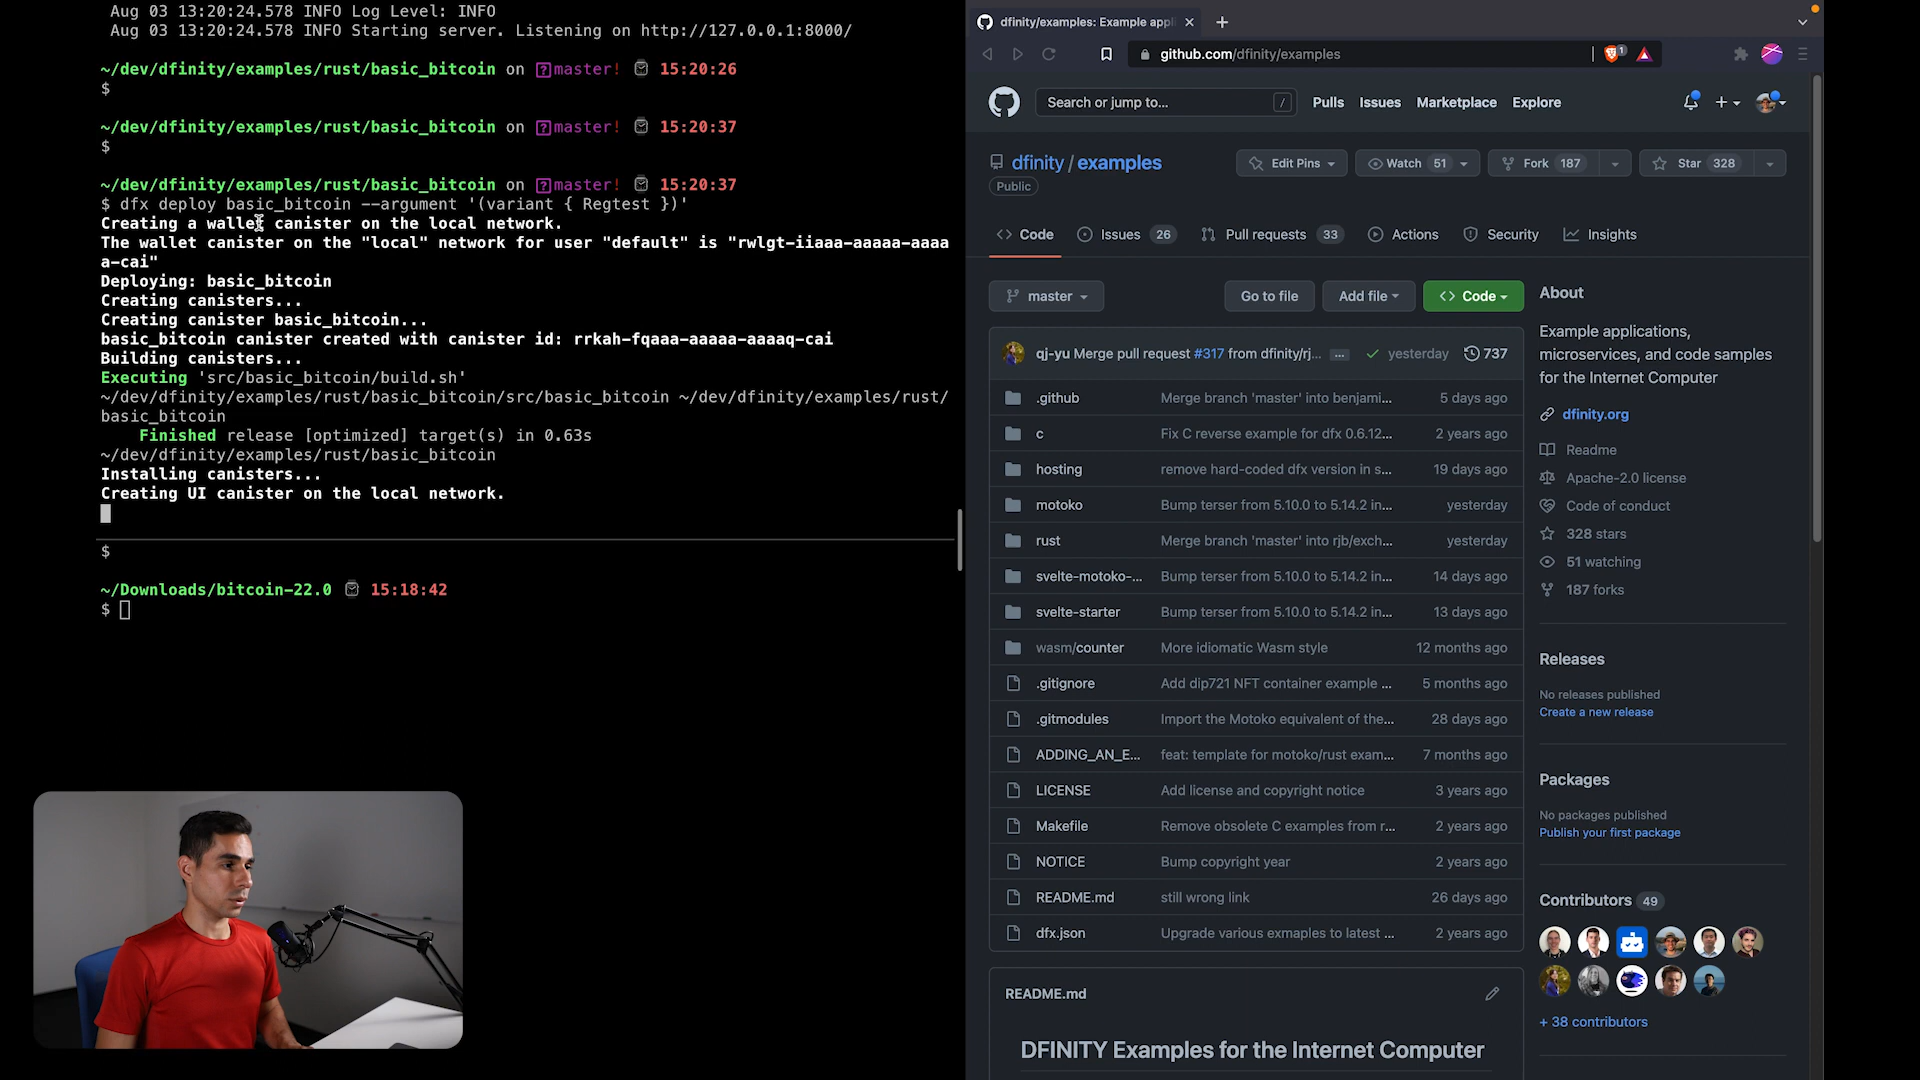 Aug 03 13:20:24.578 INFO Log Level: INFO
Aug 03 13:20:24.578 INFO Starting server. Listening on http://127.0.0.1:8000/
~/dev/dfinity/examples/rust/basic_bitcoin on master! 15:20:26
$
~/dev/dfinity/examples/rust/basic_bitcoin on master! 15:20:37
$
~/dev/dfinity/examples/rust/basic_bitcoin on master! 15:20:37
$ dfx deploy basic_bitcoin --argument '(variant { Regtest })'
Creating a wallet canister on the local network.
The wallet canister on the "local" network for user "default" is "rwlgt-iiaaa-aaaaa-aaaa
a-cai"
Deploying: basic_bitcoin
Creating canisters...
Creating canister basic_bitcoin...
basic_bitcoin canister created with canister id: rrkah-fqaaa-aaaaa-aaaaq-cai
Building canisters...
Executing 'src/basic_bitcoin/build.sh'
~/dev/dfinity/examples/rust/basic_bitcoin/src/basic_bitcoin ~/dev/dfinity/examples/rust/
basic_bitcoin
Finished release [optimized] target(s) in 0.63s
~/dev/dfinity/examples/rust/basic_bitcoin
Installing canisters...
Creating UI canister on the local network.
$
~/Downloads/bitcoin-22.0 15:18:42
$
dfinity/examples: Example appl
github.com/dfinity/examples 1
Search or jump to... / Pulls Issues Marketplace Explore
dfinity / examples Edit Pins Watch 51 Fork 187 Star 328
Public
Code Issues 26 Pull requests 33 Actions Security Insights
master Go to file Add file Code
qj-yu Merge pull request #317 from dfinity/rj... ... yesterday 737
.github Merge branch 'master' into benjami... 5 days ago
c Fix C reverse example for dfx 0.6.12... 2 years ago
hosting remove hard-coded dfx version in s... 19 days ago
motoko Bump terser from 5.10.0 to 5.14.2 in... yesterday
rust Merge branch 'master' into rjb/exch... yesterday
svelte-motoko-... Bump terser from 5.10.0 to 5.14.2 in... 14 days ago
svelte-starter Bump terser from 5.10.0 to 5.14.2 in... 13 days ago
wasm/counter More idiomatic Wasm style 12 months ago
.gitignore Add dip721 NFT container example ... 5 months ago
.gitmodules Import the Motoko equivalent of the... 28 days ago
ADDING_AN_E... feat: template for motoko/rust exam... 7 months ago
LICENSE Add license and copyright notice 3 years ago
Makefile Remove obsolete C examples from r... 2 years ago
NOTICE Bump copyright year 2 years ago
README.md still wrong link 26 days ago
dfx.json Upgrade various exmaples to latest ... 2 years ago
README.md
DFINITY Examples for the Internet Computer
About
Example applications,
microservices, and code samples
for the Internet Computer
dfinity.org
Readme
Apache-2.0 license
Code of conduct
328 stars
51 watching
187 forks
Releases
No releases published
Create a new release
Packages
No packages published
Publish your first package
Contributors 49
+ 38 contributors